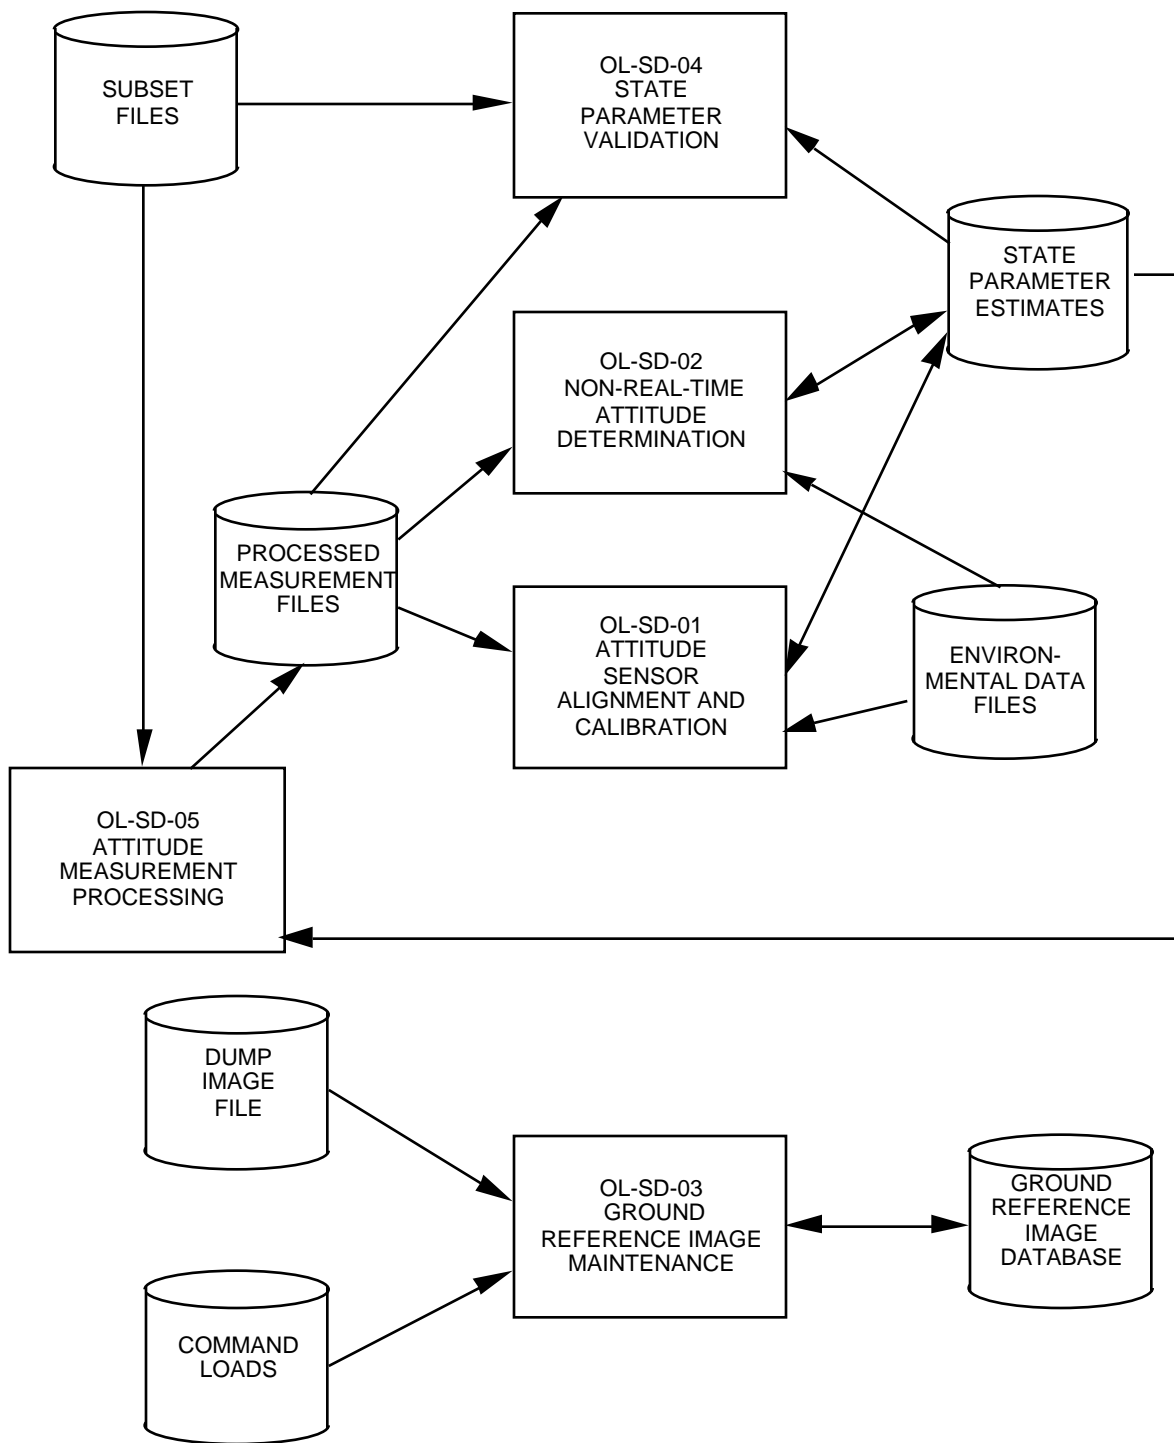 SUBSET
FILES
OL-SD-04
STATE
PARAMETER
VALIDATION
STATE
PARAMETER
ESTIMATES
OL-SD-02
NON-REAL-TIME
ATTITUDE
DETERMINATION
PROCESSED
MEASUREMENT
FILES
OL-SD-01
ATTITUDE
SENSOR
ALIGNMENT AND
CALIBRATION
ENVIRON-
MENTAL DATA
FILES
OL-SD-05
ATTITUDE
MEASUREMENT
PROCESSING
DUMP
IMAGE
FILE
OL-SD-03
GROUND
REFERENCE IMAGE
MAINTENANCE
GROUND
REFERENCE
IMAGE
DATABASE
COMMAND
LOADS